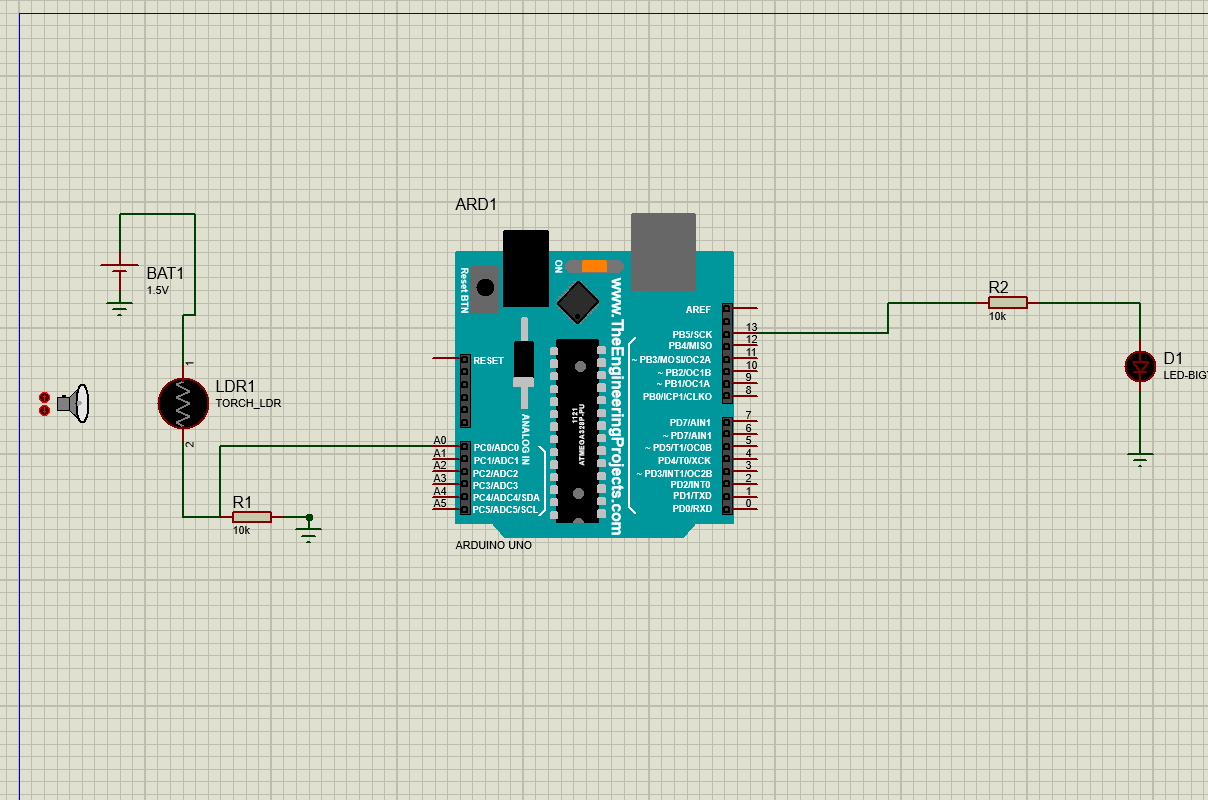 ARD1
BAT1
1.5V
1
LDR1
TORCH_LDR
2
R1
10k
Reset BTN
ON
www.TheEngineeringProjects.com
RESET
ANALOG IN
1121
ATMEGA328P-PU
A0 PC0/ADC0
A1 PC1/ADC1
A2 PC2/ADC2
A3 PC3/ADC3
A4 PC4/ADC4/SDA
A5 PC5/ADC5/SCL
AREF
PB5/SCK 13
PB4/MISO 12
~ PB3/MOSI/OC2A 11
~ PB2/OC1B 10
~ PB1/OC1A 9
PB0/ICP1/CLKO 8
PD7/AIN1 7
~ PD7/AIN1 6
~ PD5/T1/OC0B 5
PD4/T0/XCK 4
~ PD3/INT1/OC2B 3
PD2/INT0 2
PD1/TXD 1
PD0/RXD 0
ARDUINO UNO
R2
10k
D1
LED-BIG